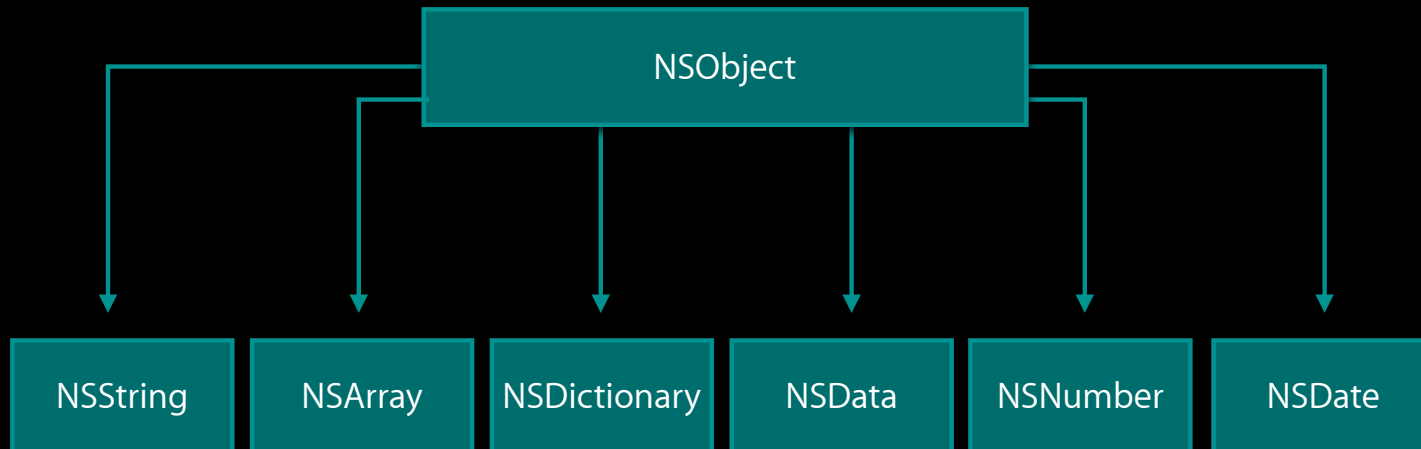 NSObject
NSString
NSArray
NSDictionary
NSData
NSNumber
NSDate